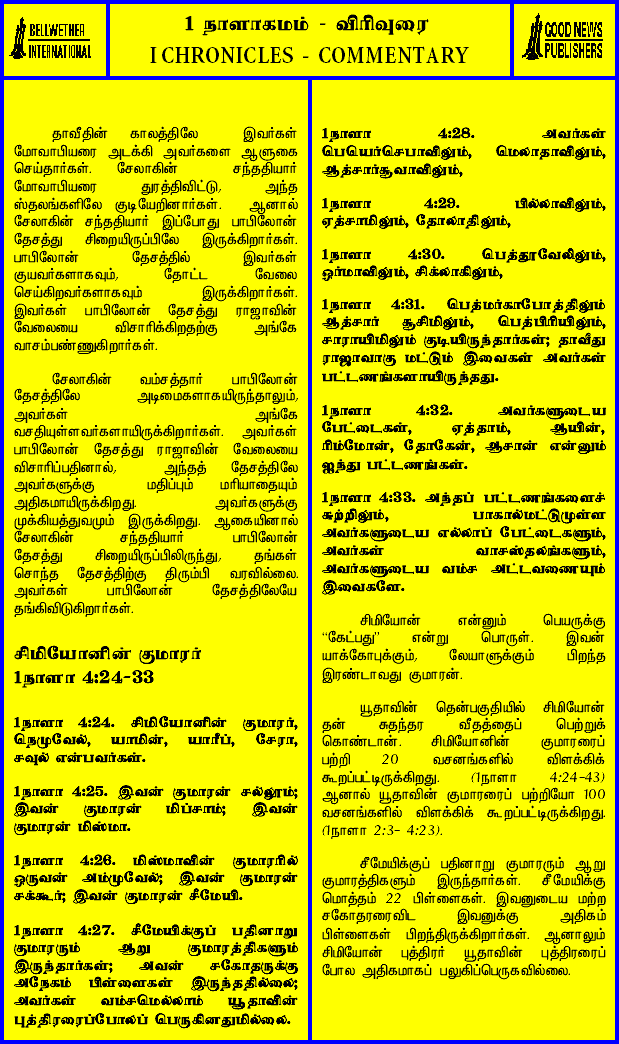 BELLWETHER
INTERNATIONAL
1 நாளாகமம் - விரிவுரை
I CHRONICLES - COMMENTARY
GOOD NEWS
PUBLISHERS
தாவீதின் காலத்திலே இவர்கள்
மோவாபியரை அடக்கி அவர்களை ஆளுகை
செய்தார்கள். சேலாகின் சந்ததியார்
மோவாபியரை துரத்திவிட்டு, அந்த
ஸ்தலங்களிலே குடியேறினார்கள். ஆனால்
சேலாகின் சந்ததியார் இப்போது பாபிலோன்
தேசத்து சிறையிருப்பிலே இருக்கிறார்கள்.
பாபிலோன் தேசத்தில் இவர்கள்
குயவர்களாகவும், தோட்ட வேலை
செய்கிறவர்களாகவும் இருக்கிறார்கள்.
இவர்கள் பாபிலோன் தேசத்து ராஜாவின்
வேலையை விசாரிக்கிறதற்கு அங்கே
வாசம்பண்ணுகிறார்கள்.
சேலாகின் வம்சத்தார் பாபிலோன்
தேசத்திலே அடிமைகளாகயிருந்தாலும்,
அவர்கள் அங்கே
வசதியுள்ளவர்களாயிருக்கிறார்கள். அவர்கள்
பாபிலோன் தேசத்து ராஜாவின் வேலையை
விசாரிப்பதினால், அந்தத் தேசத்திலே
அவர்களுக்கு மதிப்பும் மரியாதையும்
அதிகமாயிருக்கிறது. அவர்களுக்கு
முக்கியத்துவமும் இருக்கிறது. ஆகையினால்
சேலாகின் சந்ததியார் பாபிலோன்
தேசத்து சிறையிருப்பிலிருந்து, தங்கள்
சொந்த தேசத்திற்கு திரும்பி வரவில்லை.
அவர்கள் பாபிலோன் தேசத்திலேயே
தங்கிவிடுகிறார்கள்.
சிமியோனின் குமாரர்
1நாளா 4:24-33
1நாளா 4:24. சிமியோனின் குமாரர்,
நெமுவேல், யாமின், யாரீப், சேரா,
சவுல் என்பவர்கள்.
1நாளா 4:25. இவன் குமாரன் சல்லூம்;
இவன் குமாரன் மிப்சாம்; இவன்
குமாரன் மிஸ்மா.
1நாளா 4:26. மிஸ்மாவின் குமாரரில்
ஒருவன் அம்முவேல்; இவன் குமாரன்
சக்கூர்; இவன் குமாரன் சீமேயி.
1நாளா 4:27. சீமேயிக்குப் பதினாறு
குமாரரும் ஆறு குமாரத்திகளும்
இருந்தார்கள்; அவன் சகோதருக்கு
அநேகம் பிள்ளைகள் இருந்ததில்லை;
அவர்கள் வம்சமெல்லாம் யூதாவின்
புத்திரரைப்போலப் பெருகினதுமில்லை.
1நாளா 4:28. அவர்கள்
பெயெர்செபாவிலும், மெலாதாவிலும்,
ஆத்சார்சூவாவிலும்,
1நாளா 4:29. பில்லாவிலும்,
ஏத்சாமிலும், தோலாதிலும்,
1நாளா 4:30. பெத்தூவேலிலும்,
ஒர்மாவிலும், சிக்லாகிலும்,
1நாளா 4:31. பெத்மர்காபோத்திலும்
ஆத்சார் சூசிமிலும், பெத்பிரியிலும்,
சாராயிமிலும் குடியிருந்தார்கள்; தாவீது
ராஜாவாகு மட்டும் இவைகள் அவர்கள்
பட்டணங்களாயிருந்தது.
1நாளா 4:32. அவர்களுடைய
பேட்டைகள், ஏத்தாம், ஆயின்,
ரிம்மோன், தோகேன், ஆசான் என்னும்
ஐந்து பட்டணங்கள்.
1நாளா 4:33. அந்தப் பட்டணங்களைச்
சுற்றிலும், பாகால்மட்டுமுள்ள
அவர்களுடைய எல்லாப் பேட்டைகளும்,
அவர்கள் வாசஸ்தலங்களும்,
அவர்களுடைய வம்ச அட்டவணையும்
இவைகளே.
சிமியோன் என்னும் பெயருக்கு
“கேட்பது” என்று பொருள். இவன்
யாக்கோபுக்கும், லேயாளுக்கும் பிறந்த
இரண்டாவது குமாரன்.
யூதாவின் தென்பகுதியில் சிமியோன்
தன் சுதந்தர வீதத்தைப் பெற்றுக்
கொண்டான். சிமியோனின் குமாரரைப்
பற்றி 20 வசனங்களில் விளக்கிக்
கூறப்பட்டிருக்கிறது. (1நாளா 4:24-43)
ஆனால் யூதாவின் குமாரரைப் பற்றியோ 100
வசனங்களில் விளக்கிக் கூறப்பட்டிருக்கிறது.
(1நாளா 2:3- 4:23).
சீமேயிக்குப் பதினாறு குமாரரும் ஆறு
குமாரத்திகளும் இருந்தார்கள். சீமேயிக்கு
மொத்தம் 22 பிள்ளைகள். இவனுடைய மற்ற
சகோதரரைவிட இவனுக்கு அதிகம்
பிள்ளைகள் பிறந்திருக்கிறார்கள். ஆனாலும்
சிமியோன் புத்திரர் யூதாவின் புத்திரரைப்
போல அதிகமாகப் பலுகிப்பெருகவில்லை.